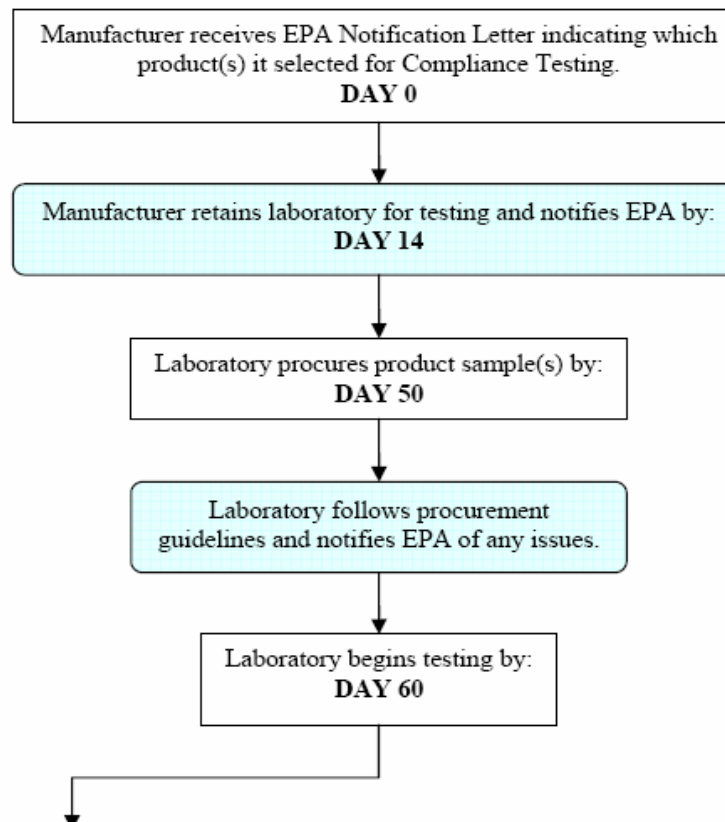 Manufacturer receives EPA Notification Letter indicating which
product(s) it selected for Compliance Testing.
DAY 0
Manufacturer retains laboratory for testing and notifies EPA by:
DAY 14
Laboratory procures product sample(s) by:
DAY 50
Laboratory follows procurement
guidelines and notifies EPA of any issues.
Laboratory begins testing by:
DAY 60